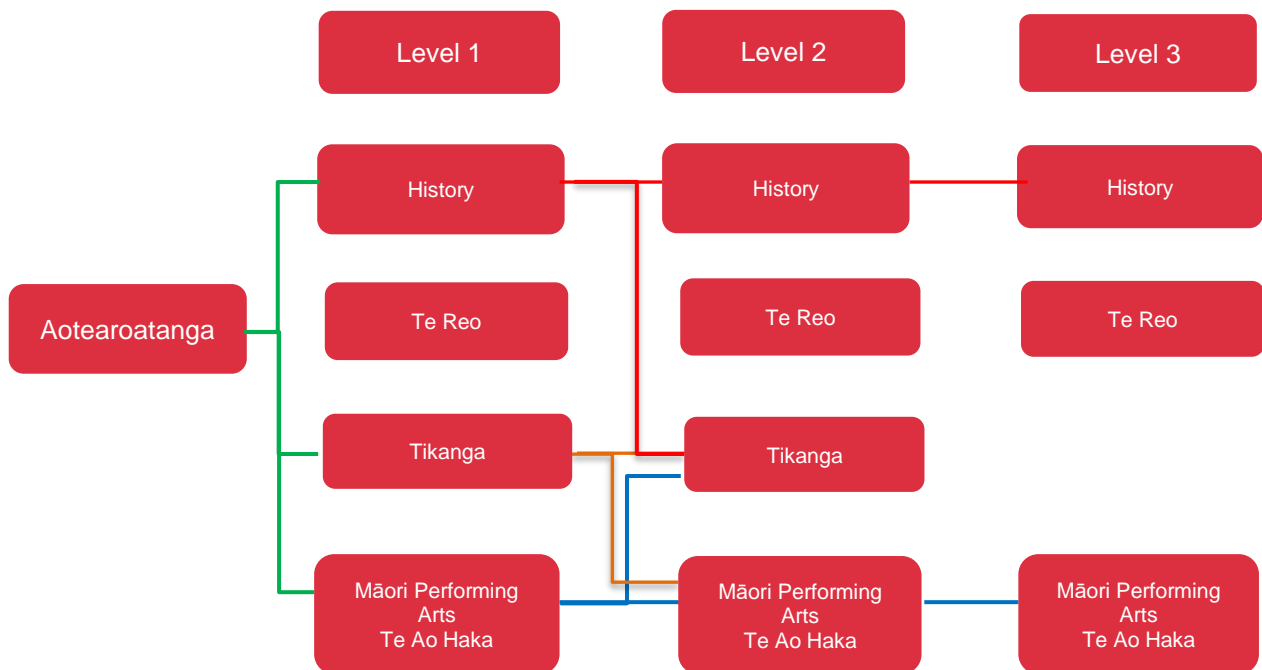 Level 1
Level 2
Level 3
History
History
History
Aotearoatanga
Te Reo
Te Reo
Te Reo
Tikanga
Tikanga
Māori Performing
Arts
Te Ao Haka
Māori Performing
Arts
Te Ao Haka
Māori Performing
Arts
Te Ao Haka